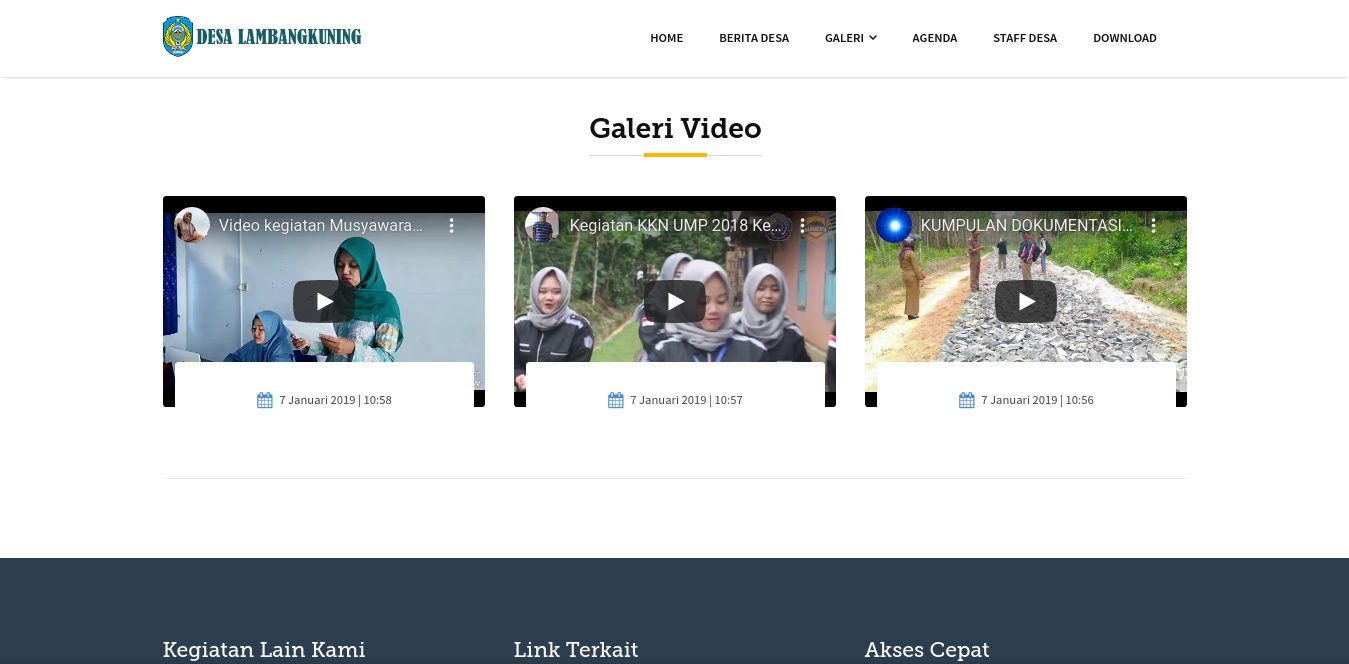 DESA LAMBANGKUNING
HOME
BERITA DESA
GALERI
AGENDA
STAFF DESA
DOWNLOAD
Galeri Video
Video kegiatan Musyawara...
Kegiatan KKN UMP 2018 Ke...
KUMPULAN DOKUMENTASI...
7 Januari 2019 | 10:58
7 Januari 2019 | 10:57
7 Januari 2019 | 10:56
Kegiatan Lain Kami
Link Terkait
Akses Cepat